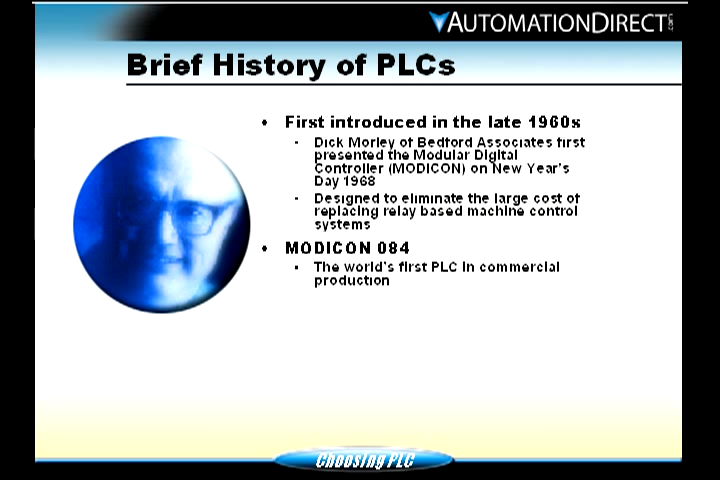 AUTOMATIONDIRECT.com
Brief History of PLCs
• First introduced in the late 1960s
- Dick Morley of Bedford Associates first
presented the Modular Digital
Controller (MODICON) on New Year's
Day 1968
- Designed to eliminate the large cost of
replacing relay based machine control
systems
• MODICON 084
• The world's first PLC in commercial
production
Choosing PLC